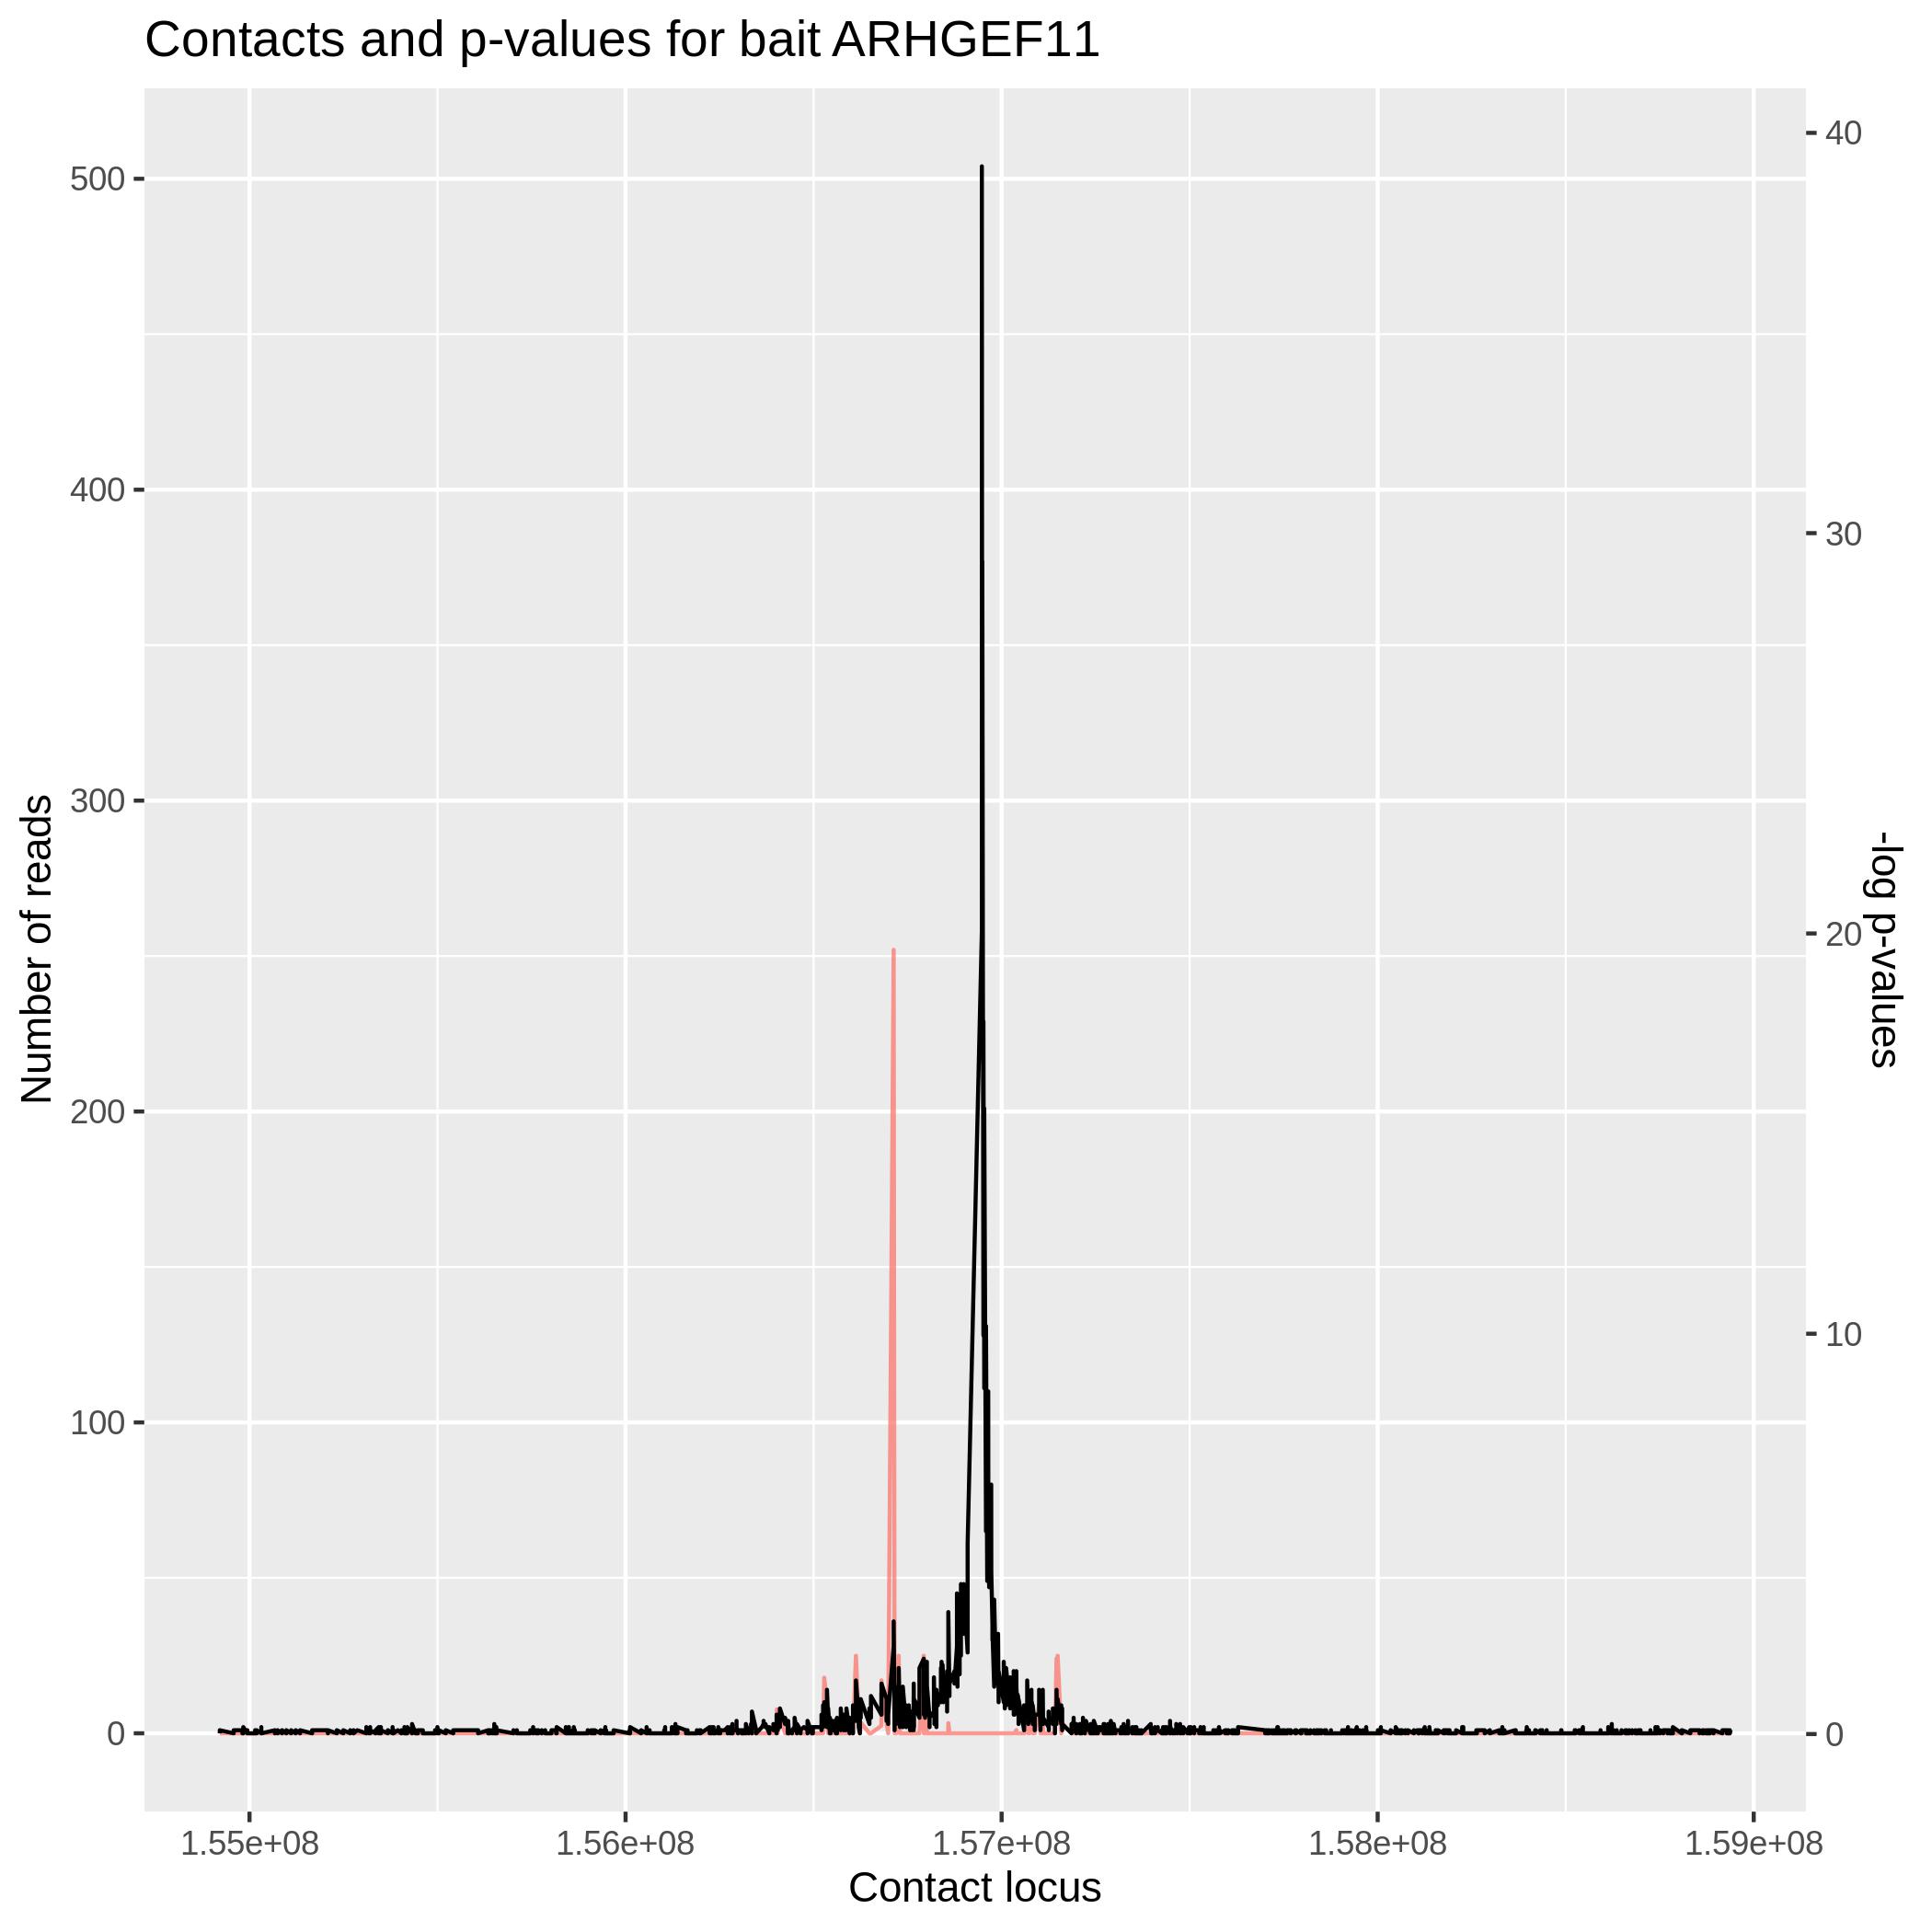 Contacts and p-values for bait ARHGEF11
500
400
300
200
100
0
Number of reads
40
30
20
10
0
-log p-values
1.55e+08
1.56e+08
1.57e+08
1.58e+08
1.59e+08
Contact locus